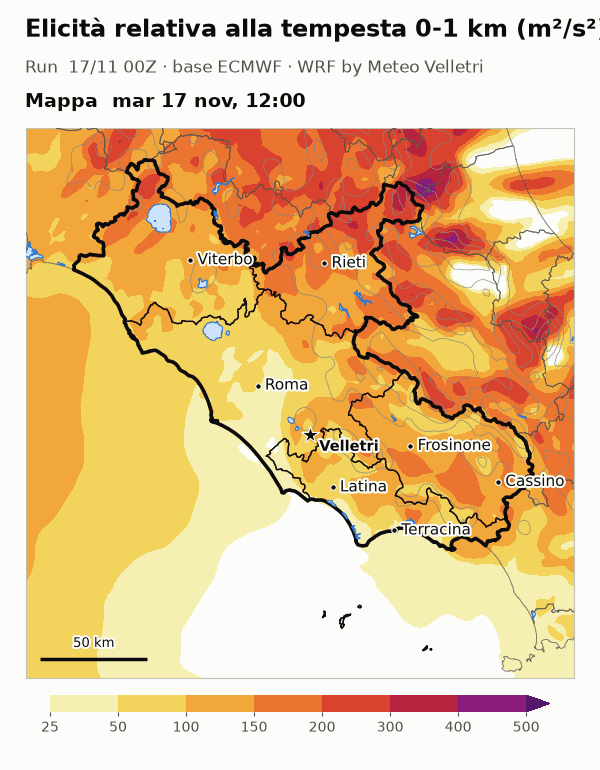 Elicità relativa alla tempesta 0-1 km (m²/s²)
Run  17/11 00Z · base ECMWF · WRF by Meteo Velletri
Mappa  mar 17 nov, 12:00
Viterbo
Rieti
Roma
Velletri
Frosinone
Cassino
Latina
Terracina
50 km
25 50 100 150 200 300 400 500